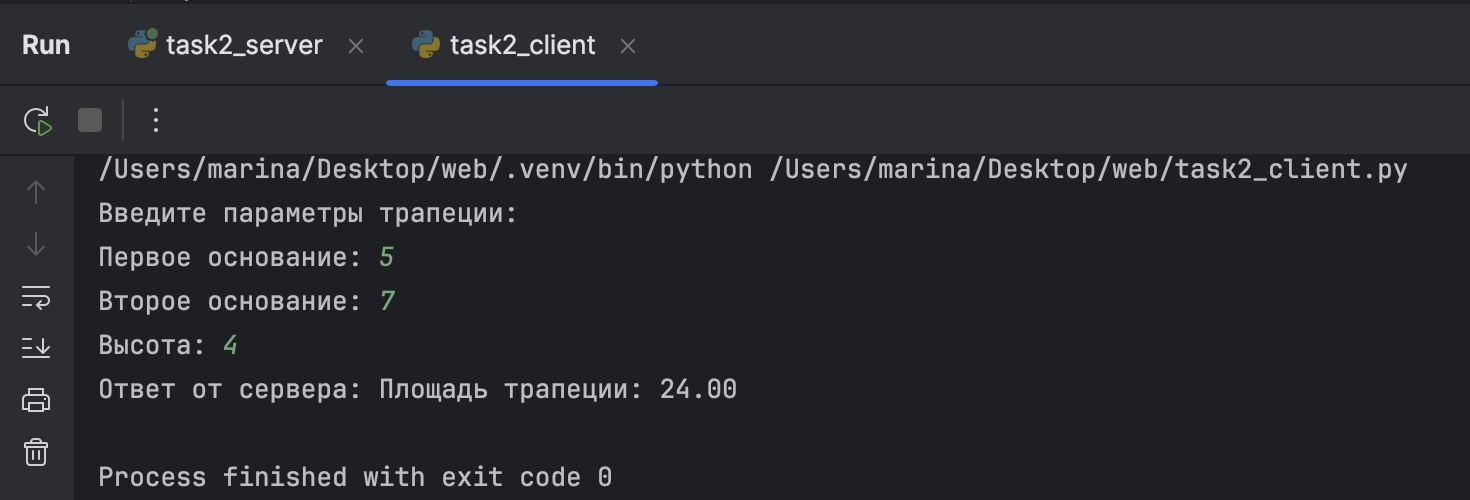 Run task2_server task2_client
/Users/marina/Desktop/web/.venv/bin/python /Users/marina/Desktop/web/task2_client.py
Введите параметры трапеции:
Первое основание: 5
Второе основание: 7
Высота: 4
Ответ от сервера: Площадь трапеции: 24.00
Process finished with exit code 0